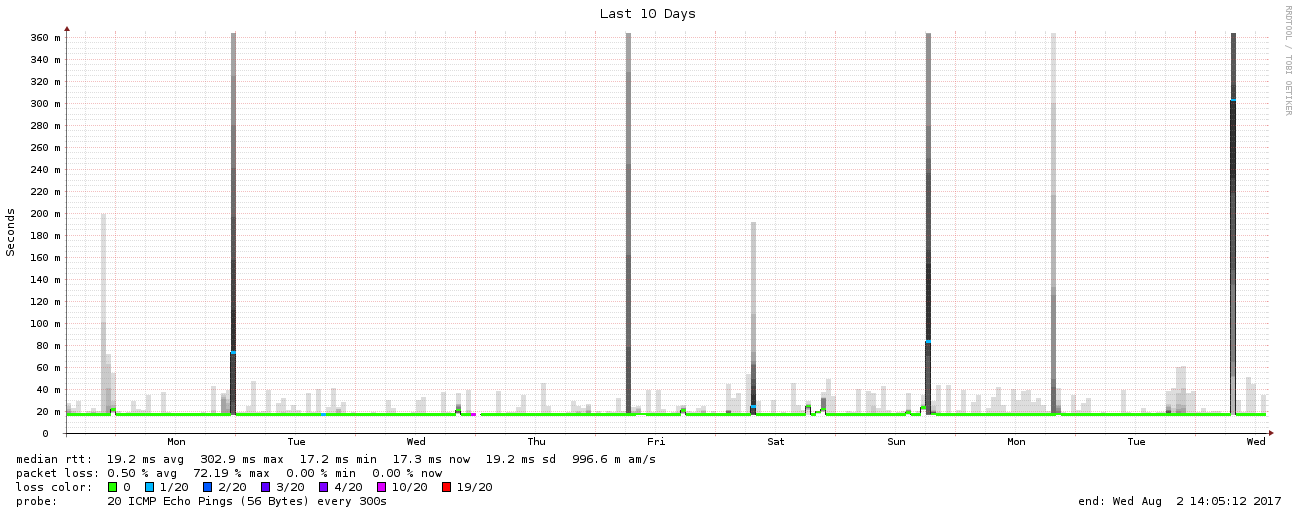 Last 10 Days
RRDTOOL / TOBI OETIKER
Seconds
360 m
340 m
320 m
300 m
280 m
260 m
240 m
220 m
200 m
180 m
160 m
140 m
120 m
100 m
80 m
60 m
40 m
20 m
0
Mon Tue Wed Thu Fri Sat Sun Mon Tue Wed
median rtt: 19.2 ms avg 302.9 ms max 17.2 ms min 17.3 ms now 19.2 ms sd 996.6 m am/s
packet loss: 0.50 % avg 72.19 % max 0.00 % min 0.00 % now
loss color: 0 1/20 2/20 3/20 4/20 10/20 19/20
probe: 20 ICMP Echo Pings (56 Bytes) every 300s end: Wed Aug 2 14:05:12 2017